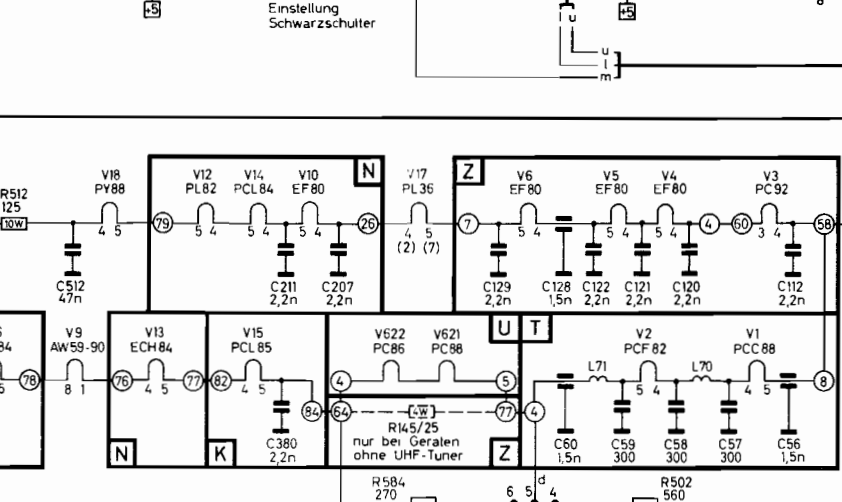 +5
Einstellung
Schwarzschulter
u
+5
u
l
m
V18
PY88
V12
PL82
V14
PCL84
V10
EF80
N
V17
PL36
Z
V6
EF80
V5
EF80
V4
EF80
V3
PC92
R512
125
10W
4 5
79
5 4
5 4
5 4
26
4 5
(2) (7)
7
5 4
5 4
5 4
4
60
3 4
58
C512
47n
C211
2,2n
C207
2,2n
C129
2,2n
C128
1,5n
C122
2,2n
C121
2,2n
C120
2,2n
C112
2,2n
84
5
78
V9
AW59-90
8 1
V13
ECH84
76
4 5
77
N
V15
PCL85
82
4 5
84
C380
2,2n
K
V622
PC86
V621
PC88
U
4
5
64
4W
77
R145/25
nur bei Geräten
ohne UHF-Tuner
Z
T
4
L71
V2
PCF82
5 4
L70
V1
PCC88
4 5
8
C60
1,5n
C59
300
C58
300
C57
300
C56
1,5n
R584
270
d
6 5 4
R502
560